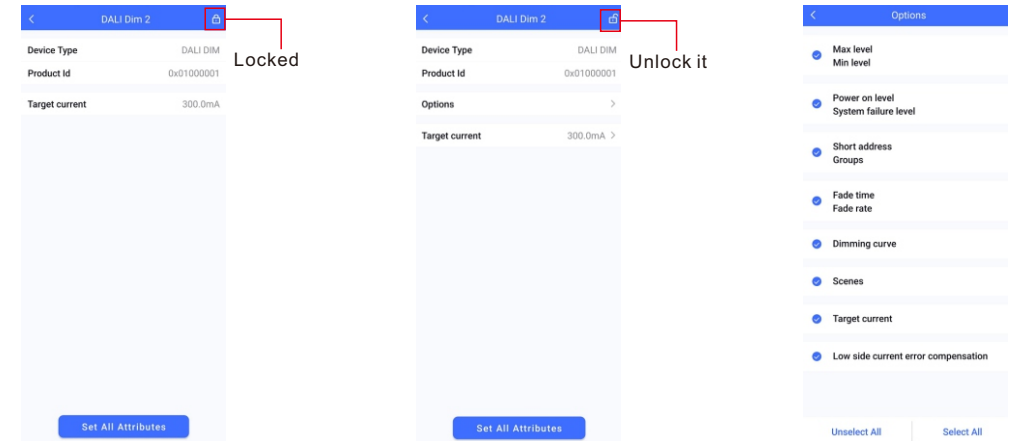 DALI Dim 2
Device Type DALI DIM
Product Id 0x01000001
Target current 300.0mA
Set All Attributes
Locked
DALI Dim 2
Device Type DALI DIM
Product Id 0x01000001
Options
Target current 300.0mA
Set All Attributes
Unlock it
Options
Max level
Min level
Power on level
System failure level
Short address
Groups
Fade time
Fade rate
Dimming curve
Scenes
Target current
Low side current error compensation
Unselect All Select All